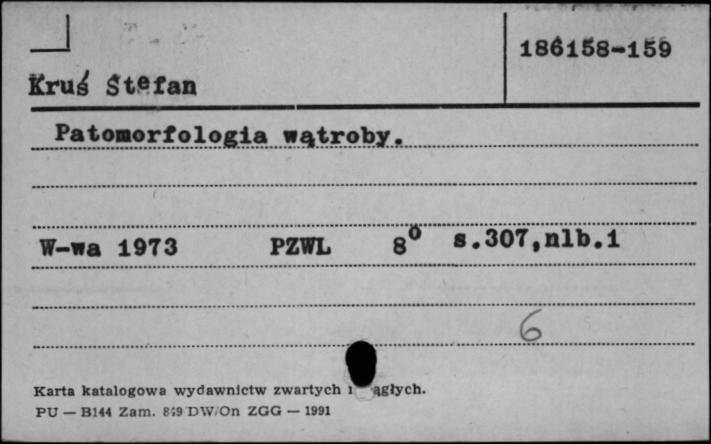 186158-159
Kruś Stefan
Patomorfologia wątroby.
W-wa 1973 PZWL 8° s.307,nlb.1
6
Karta katalogowa wydawnictw zwartych i ągłych.
PU — B144 Zam. 849 DW/On ZGG — 1991